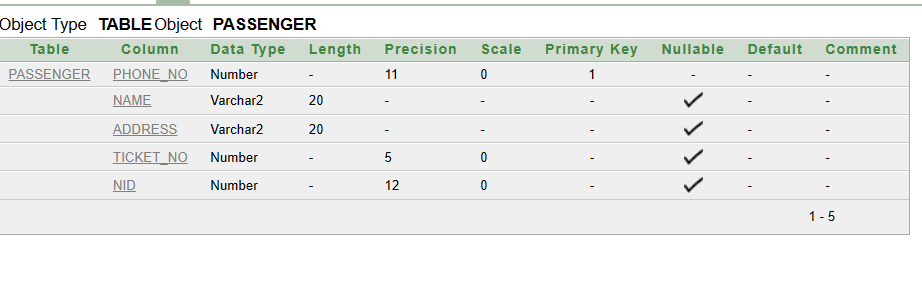 Object Type TABLE Object PASSENGER
Table Column Data Type Length Precision Scale Primary Key Nullable Default Comment
PASSENGER PHONE_NO Number - 11 0 1 - - -
NAME Varchar2 20 - - - ✓ - -
ADDRESS Varchar2 20 - - - ✓ - -
TICKET_NO Number - 5 0 - ✓ - -
NID Number - 12 0 - ✓ - -
1 - 5